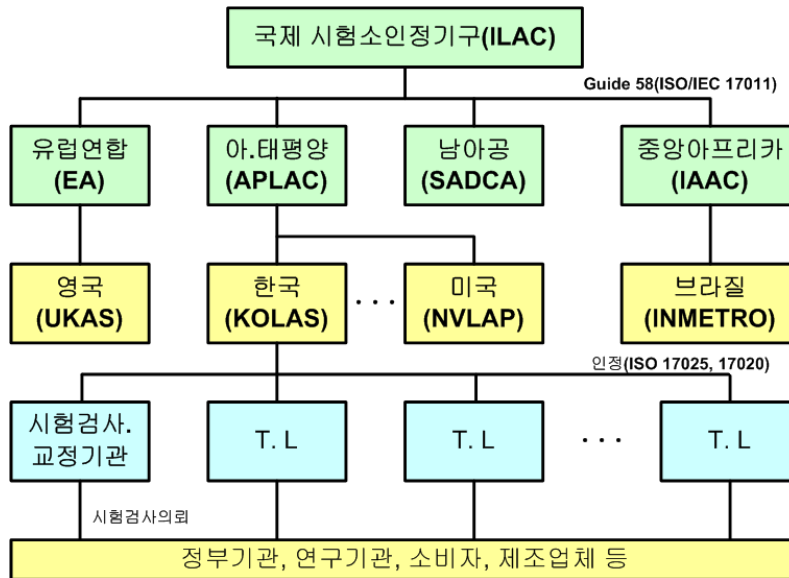 국제 시험소인정기구(ILAC)
Guide 58(ISO/IEC 17011)
유럽연합
(EA)
아.태평양
(APLAC)
남아공
(SADCA)
중앙아프리카
(IAAC)
영국
(UKAS)
한국
(KOLAS)
...
미국
(NVLAP)
브라질
(INMETRO)
인정(ISO 17025, 17020)
시험검사.
교정기관
T. L
T. L
...
T. L
시험검사의뢰
정부기관, 연구기관, 소비자, 제조업체 등